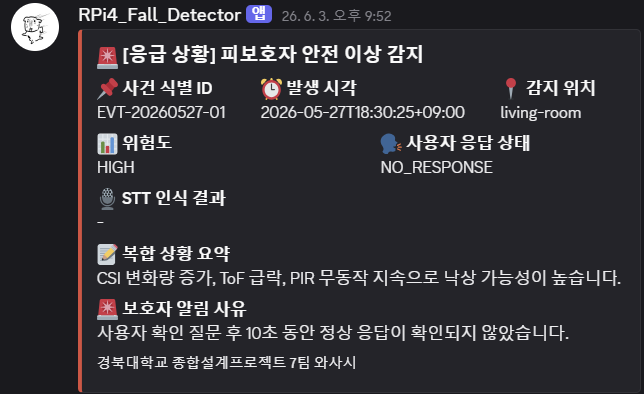 RPi4_Fall_Detector 앱 26. 6. 3. 오후 9:52
🚨 [응급 상황] 피보호자 안전 이상 감지
📌 사건 식별 ID ⏰ 발생 시각 📍 감지 위치
EVT-20260527-01 2026-05-27T18:30:25+09:00 living-room
📊 위험도 🗣️ 사용자 응답 상태
HIGH NO_RESPONSE
🎙️ STT 인식 결과
-
📝 복합 상황 요약
CSI 변화량 증가, ToF 급락, PIR 무동작 지속으로 낙상 가능성이 높습니다.
🚨 보호자 알림 사유
사용자 확인 질문 후 10초 동안 정상 응답이 확인되지 않았습니다.
경북대학교 종합설계프로젝트 7팀 와사시